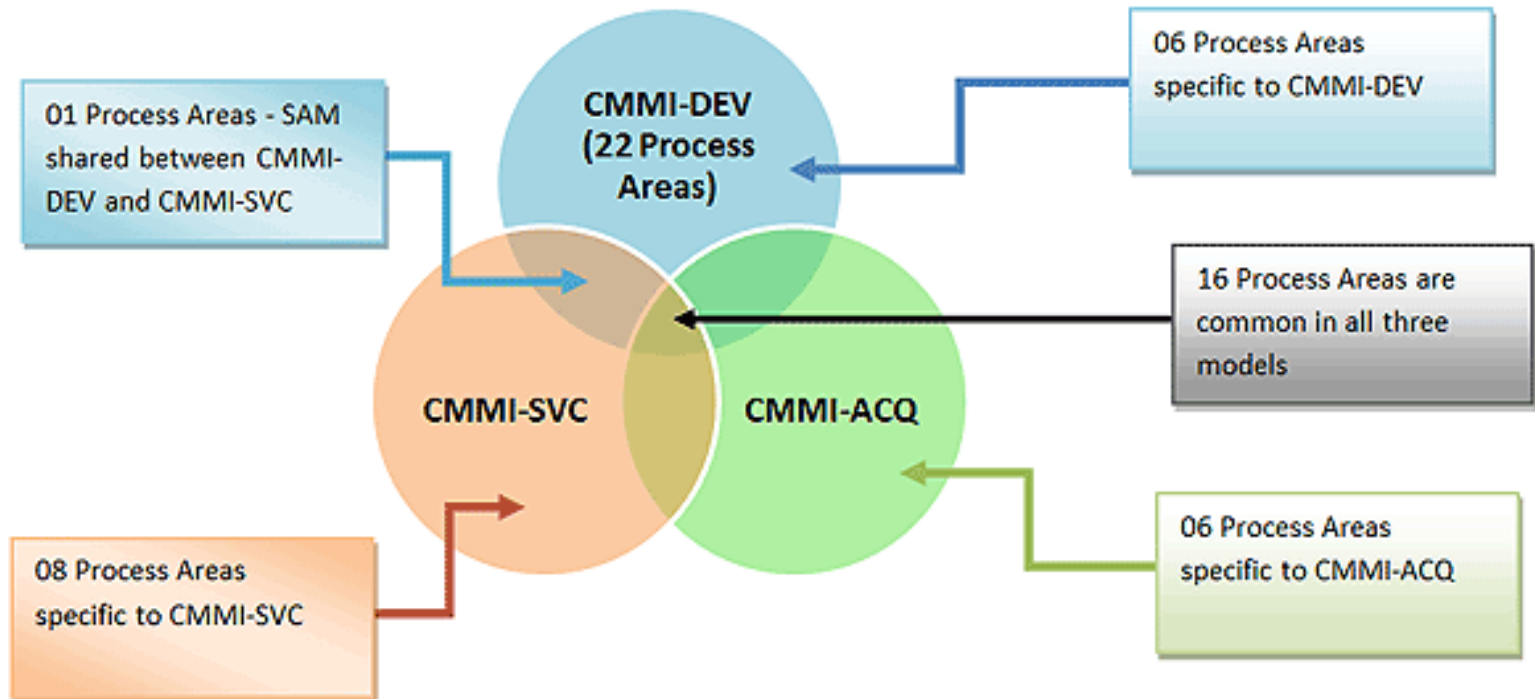 01 Process Areas - SAM
shared between CMMI-
DEV and CMMI-SVC
CMMI-DEV
(22 Process
Areas)
06 Process Areas
specific to CMMI-DEV
16 Process Areas are
common in all three
models
CMMI-SVC
CMMI-ACQ
08 Process Areas
specific to CMMI-SVC
06 Process Areas
specific to CMMI-ACQ